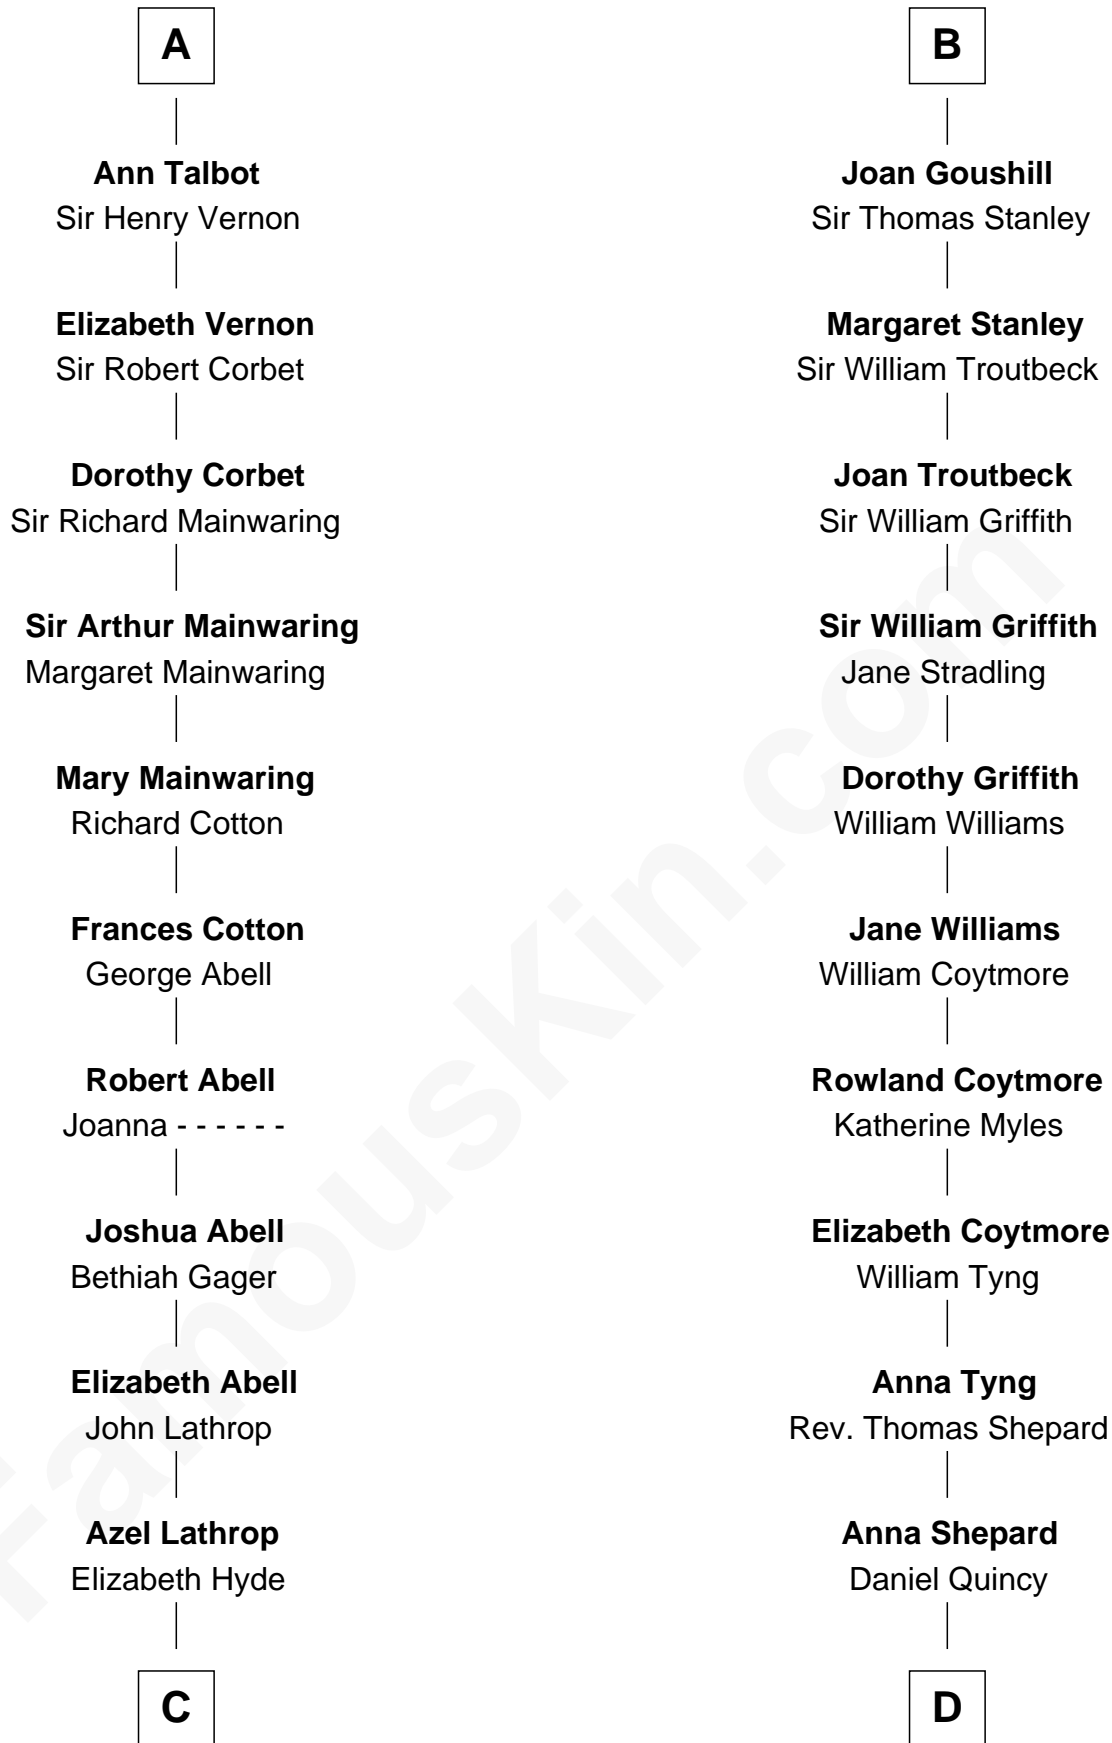 A
Ann Talbot
Sir Henry Vernon
Elizabeth Vernon
Sir Robert Corbet
Dorothy Corbet
Sir Richard Mainwaring
Sir Arthur Mainwaring
Margaret Mainwaring
Mary Mainwaring
Richard Cotton
Frances Cotton
George Abell
Robert Abell
Joanna - - - - - -
Joshua Abell
Bethiah Gager
Elizabeth Abell
John Lathrop
Azel Lathrop
Elizabeth Hyde
C
B
Joan Goushill
Sir Thomas Stanley
Margaret Stanley
Sir William Troutbeck
Joan Troutbeck
Sir William Griffith
Sir William Griffith
Jane Stradling
Dorothy Griffith
William Williams
Jane Williams
William Coytmore
Rowland Coytmore
Katherine Myles
Elizabeth Coytmore
William Tyng
Anna Tyng
Rev. Thomas Shepard
Anna Shepard
Daniel Quincy
D
FamousKin.com